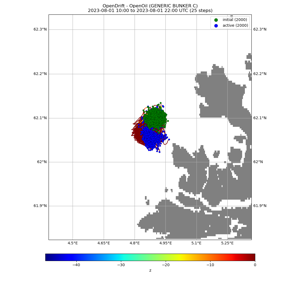 OpenDrift - OpenOil (GENERIC BUNKER C)
2023-08-01 10:00 to 2023-08-01 22:00 UTC (25 steps)
initial (2000)
active (2000)
62.3°N 62.3°N
62.2°N 62.2°N
62.1°N 62.1°N
62°N 62°N
61.9°N 61.9°N
4.5°E 4.65°E 4.8°E 4.95°E 5.1°E 5.25°E
−40 −30 −20 −10 0
z